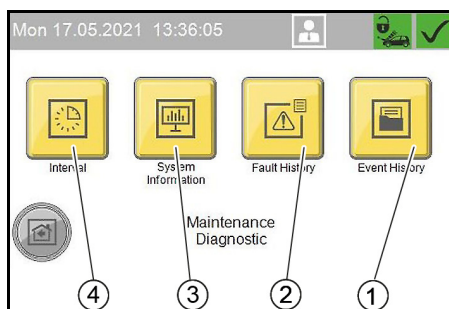 Mon 17.05.2021 13:36:05
Interval
System
Information
Fault History
Event History
Maintenance
Diagnostic
4
3
2
1